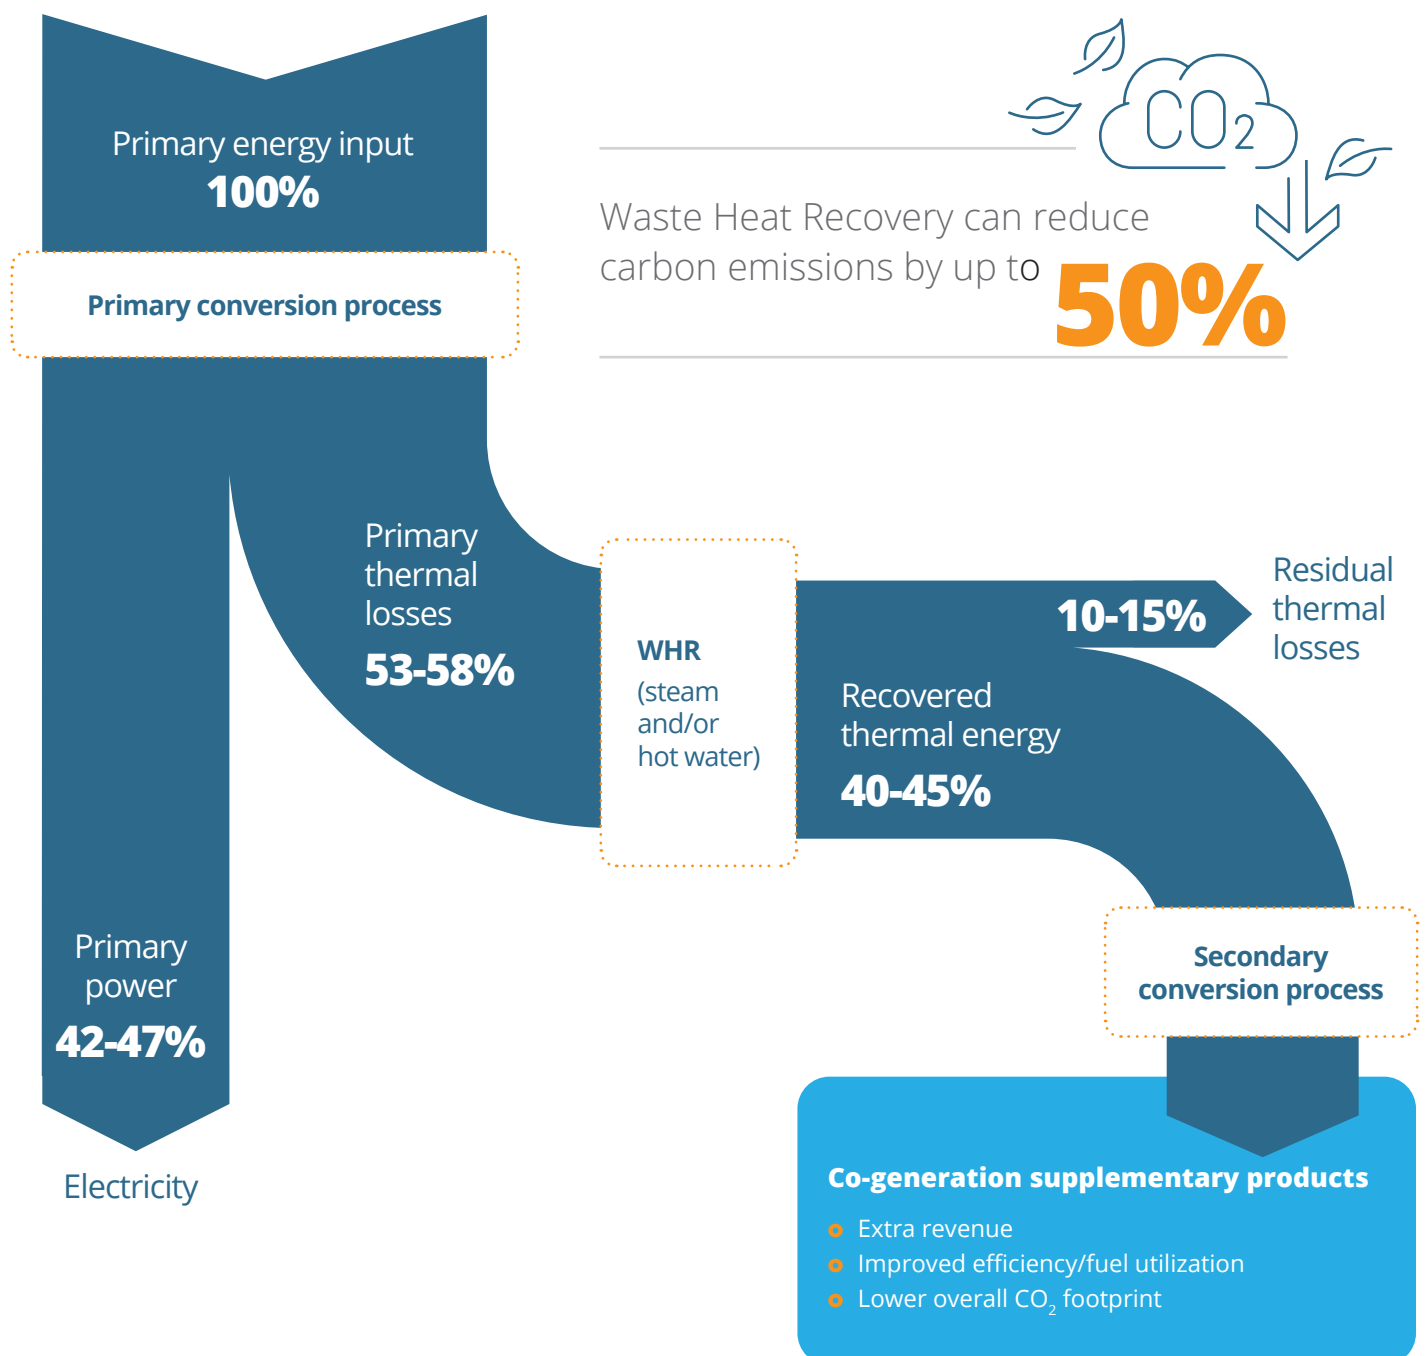 Primary energy input
100%
Primary conversion process
CO2
Waste Heat Recovery can reduce
carbon emissions by up to
50%
Primary
thermal
losses
53-58%
WHR
(steam
and/or
hot water)
10-15%
Residual
thermal
losses
Recovered
thermal energy
40-45%
Primary
power
42-47%
Electricity
Secondary
conversion process
Co-generation supplementary products
Extra revenue
Improved efficiency/fuel utilization
Lower overall CO2 footprint